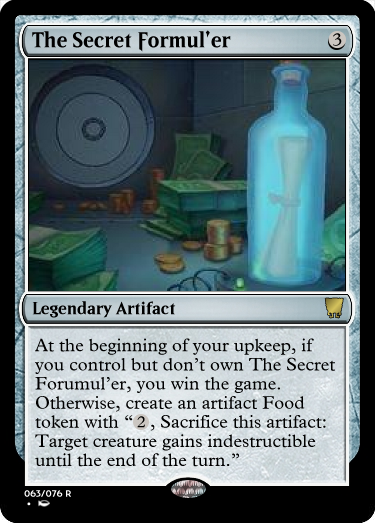 The Secret Formul'er 3
Legendary Artifact
At the beginning of your upkeep, if
you control but don't own The Secret
Forumul'er, you win the game.
Otherwise, create an artifact Food
token with “2, Sacrifice this artifact:
Target creature gains indestructible
until the end of the turn.”
063/076 R